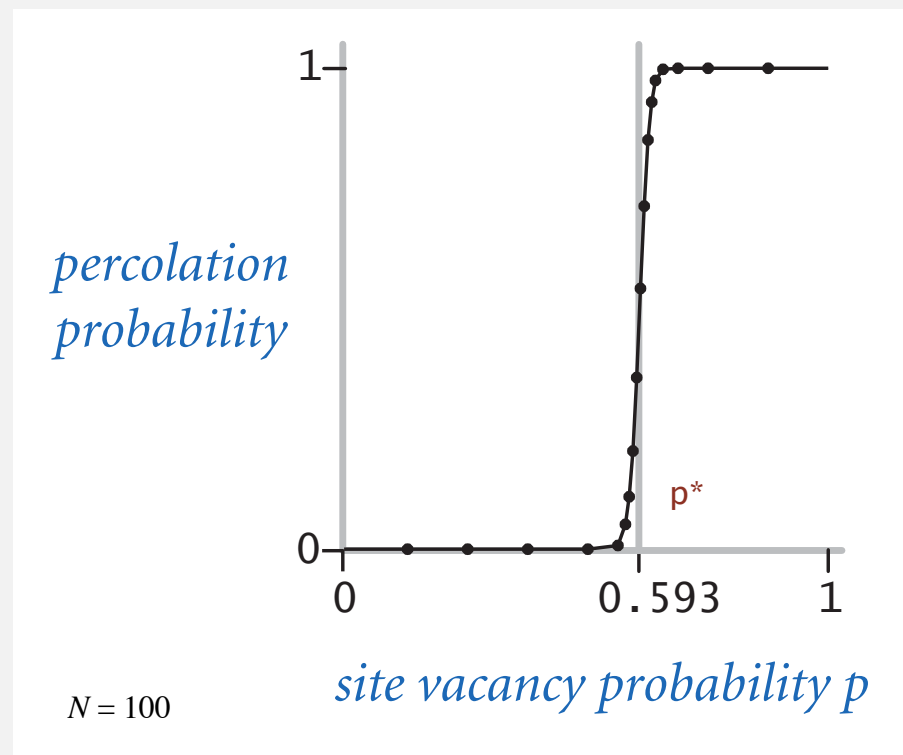 1
percolation
probability
p*
0
0
0.593
1
site vacancy probability p
N = 100